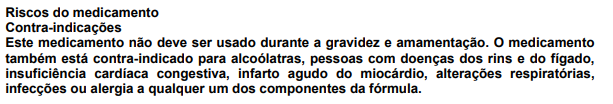 Riscos do medicamento
Contra-indicações
Este medicamento não deve ser usado durante a gravidez e amamentação. O medicamento
também está contra-indicado para alcoólatras, pessoas com doenças dos rins e do fígado,
insuficiência cardíaca congestiva, infarto agudo do miocárdio, alterações respiratórias,
infecções ou alergia a qualquer um dos componentes da fórmula.